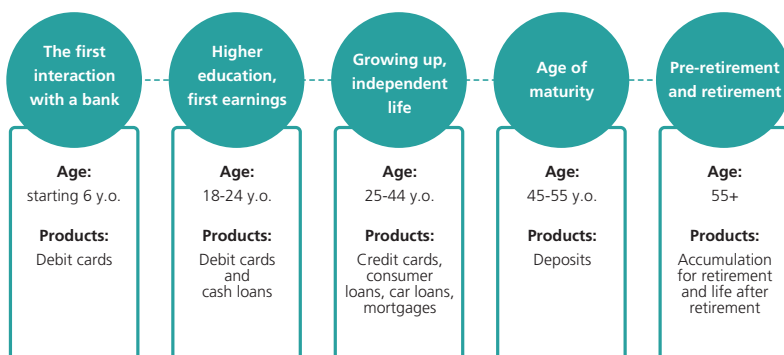 The first
interaction
with a bank
Higher
education,
first earnings
Growing up,
independent
life
Age of
maturity
Pre-retirement
and retirement
Age:
starting 6 y.o.
Products:
Debit cards
Age:
18-24 y.o.
Products:
Debit cards
and
cash loans
Age:
25-44 y.o.
Products:
Credit cards,
consumer
loans, car loans,
mortgages
Age:
45-55 y.o.
Products:
Deposits
Age:
55+
Products:
Accumulation
for retirement
and life after
retirement